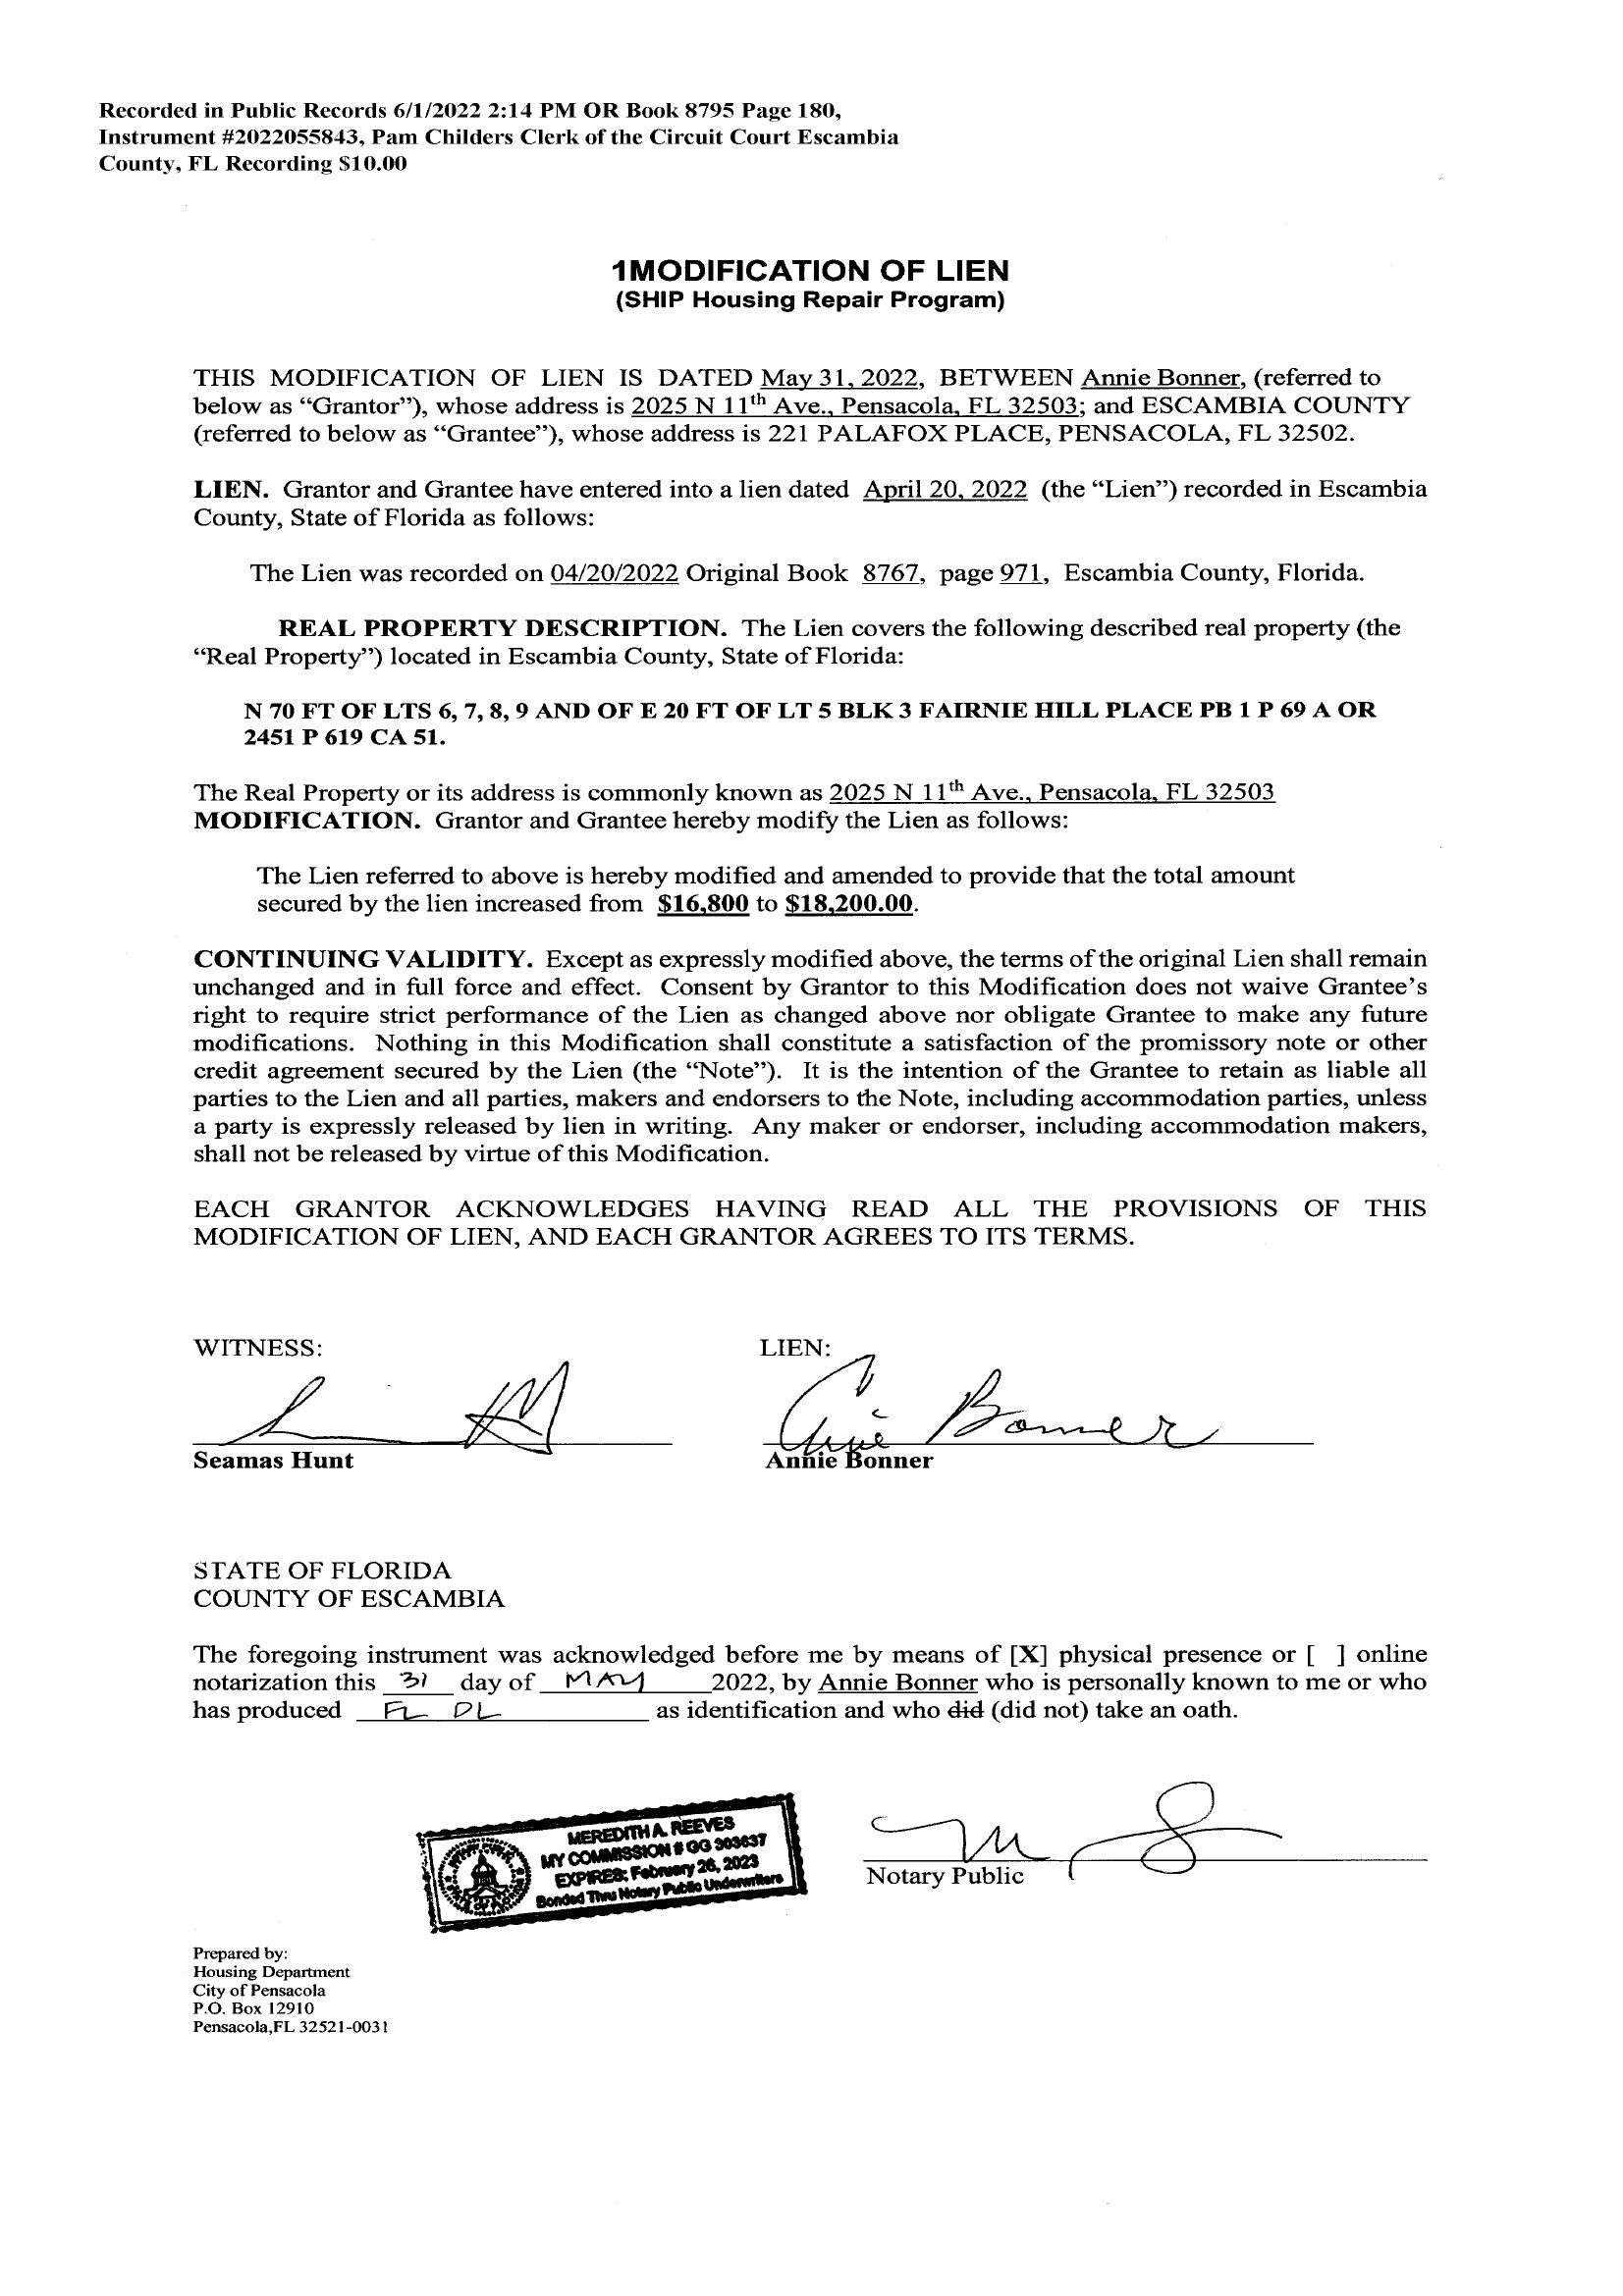 Recorded in Public Records 6/1/2022 2:14 PM OR Book 8795 Page 180,
Instrument #2022055843, Pam Childers Clerk of the Circuit Court Escambia
County, FL Recording $10.00
1MODIFICATION OF LIEN
(SHIP Housing Repair Program)
THIS MODIFICATION OF LIEN IS DATED May 31, 2022, BETWEEN Annie Bonner, (referred to
below as “Grantor”), whose address is 2025 N 11th Ave., Pensacola, FL 32503; and ESCAMBIA COUNTY
(referred to below as “Grantee”), whose address is 221 PALAFOX PLACE, PENSACOLA, FL 32502.
LIEN. Grantor and Grantee have entered into a lien dated April 20, 2022 (the “Lien”) recorded in Escambia
County, State of Florida as follows:
The Lien was recorded on 04/20/2022 Original Book 8767, page 971, Escambia County, Florida.
REAL PROPERTY DESCRIPTION. The Lien covers the following described real property (the
“Real Property”) located in Escambia County, State of Florida:
N 70 FT OF LTS 6, 7, 8, 9 AND OF E 20 FT OF LT 5 BLK 3 FAIRNIE HILL PLACE PB 1 P 69 A OR
2451 P 619 CA 51.
The Real Property or its address is commonly known as 2025 N 11th Ave., Pensacola, FL 32503
MODIFICATION. Grantor and Grantee hereby modify the Lien as follows:
The Lien referred to above is hereby modified and amended to provide that the total amount
secured by the lien increased from $16,800 to $18,200.00.
CONTINUING VALIDITY. Except as expressly modified above, the terms of the original Lien shall remain
unchanged and in full force and effect. Consent by Grantor to this Modification does not waive Grantee’s
right to require strict performance of the Lien as changed above nor obligate Grantee to make any future
modifications. Nothing in this Modification shall constitute a satisfaction of the promissory note or other
credit agreement secured by the Lien (the “Note”). It is the intention of the Grantee to retain as liable all
parties to the Lien and all parties, makers and endorsers to the Note, including accommodation parties, unless
a party is expressly released by lien in writing. Any maker or endorser, including accommodation makers,
shall not be released by virtue of this Modification.
EACH GRANTOR ACKNOWLEDGES HAVING READ ALL THE PROVISIONS OF THIS
MODIFICATION OF LIEN, AND EACH GRANTOR AGREES TO ITS TERMS.
WITNESS: LIEN:
Annie Bonner
Seamas Hunt Annie Bonner
STATE OF FLORIDA
COUNTY OF ESCAMBIA
The foregoing instrument was acknowledged before me by means of [X] physical presence or [ ] online
notarization this 31 day of MAY 2022, by Annie Bonner who is personally known to me or who
has produced FL DL as identification and who did (did not) take an oath.
MEREDITH A. REEVES
MY COMMISSION # GG 303637
EXPIRES: February 26, 2023
Bonded Thru Notary Public Underwriters
Notary Public
Prepared by:
Housing Department
City of Pensacola
P.O. Box 12910
Pensacola,FL 32521-0031